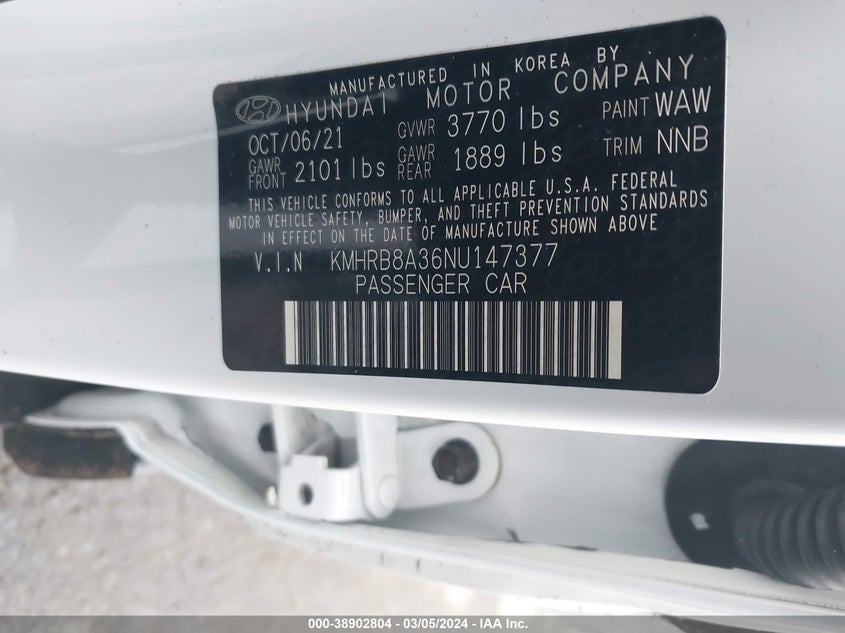 MANUFACTURED IN KOREA BY
HYUNDAI MOTOR COMPANY
OCT/06/21 GVWR 3770 lbs PAINT WAW
GAWR FRONT 2101 lbs GAWR REAR 1889 lbs TRIM NNB
THIS VEHICLE CONFORMS TO ALL APPLICABLE U.S.A. FEDERAL
MOTOR VEHICLE SAFETY, BUMPER, AND THEFT PREVENTION STANDARDS
IN EFFECT ON THE DATE OF MANUFACTURE SHOWN ABOVE
V.I.N KMHRB8A36NU147377
PASSENGER CAR
000-38902804 - 03/05/2024 - IAA Inc.